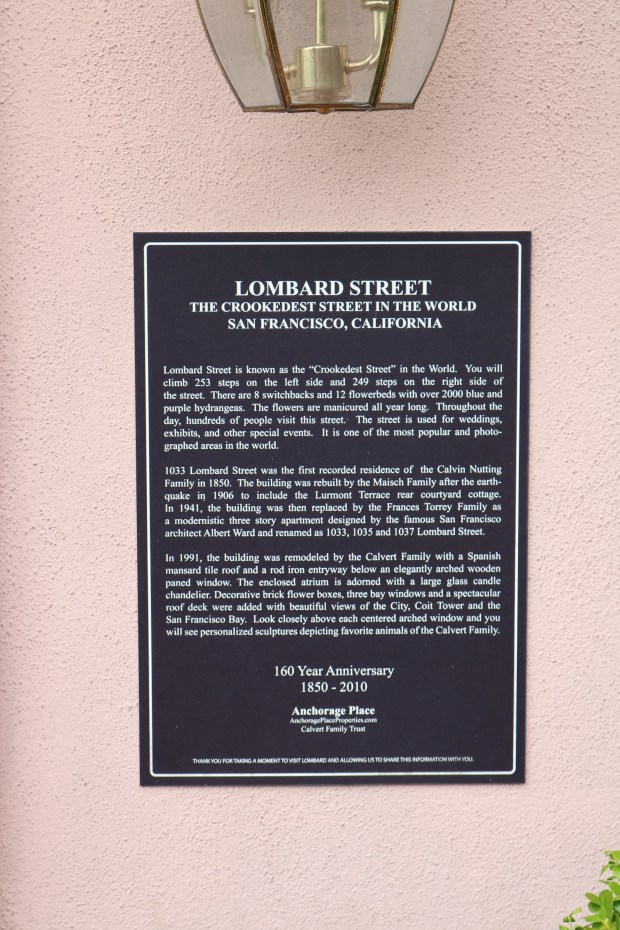 LOMBARD STREET
THE CROOKEDEST STREET IN THE WORLD
SAN FRANCISCO, CALIFORNIA
Lombard Street is known as the “Crookedest Street” in the World. You will
climb 253 steps on the left side and 249 steps on the right side of
the street. There are 8 switchbacks and 12 flowerbeds with over 2000 blue and
purple hydrangeas. The flowers are manicured all year long. Throughout the
day, hundreds of people visit this street. The street is used for weddings,
exhibits, and other special events. It is one of the most popular and photo-
graphed areas in the world.
1033 Lombard Street was the first recorded residence of the Calvin Nutting
Family in 1850. The building was rebuilt by the Maisch Family after the earth-
quake in 1906 to include the Lurmont Terrace rear courtyard cottage.
In 1941, the building was then replaced by the Frances Torrey Family as
a modernistic three story apartment designed by the famous San Francisco
architect Albert Ward and renamed as 1033, 1035 and 1037 Lombard Street.
In 1991, the building was remodeled by the Calvert Family with a Spanish
mansard tile roof and a rod iron entryway below an elegantly arched wooden
paned window. The enclosed atrium is adorned with a large glass candle
chandelier. Decorative brick flower boxes, three bay windows and a spectacular
roof deck were added with beautiful views of the City, Coit Tower and the
San Francisco Bay. Look closely above each centered arched window and you
will see personalized sculptures depicting favorite animals of the Calvert Family.
160 Year Anniversary
1850 - 2010
Anchorage Place
AnchoragePlaceProperties.com
Calvert Family Trust
THANK YOU FOR TAKING A MOMENT TO VISIT LOMBARD AND ALLOWING US TO SHARE THIS INFORMATION WITH YOU.